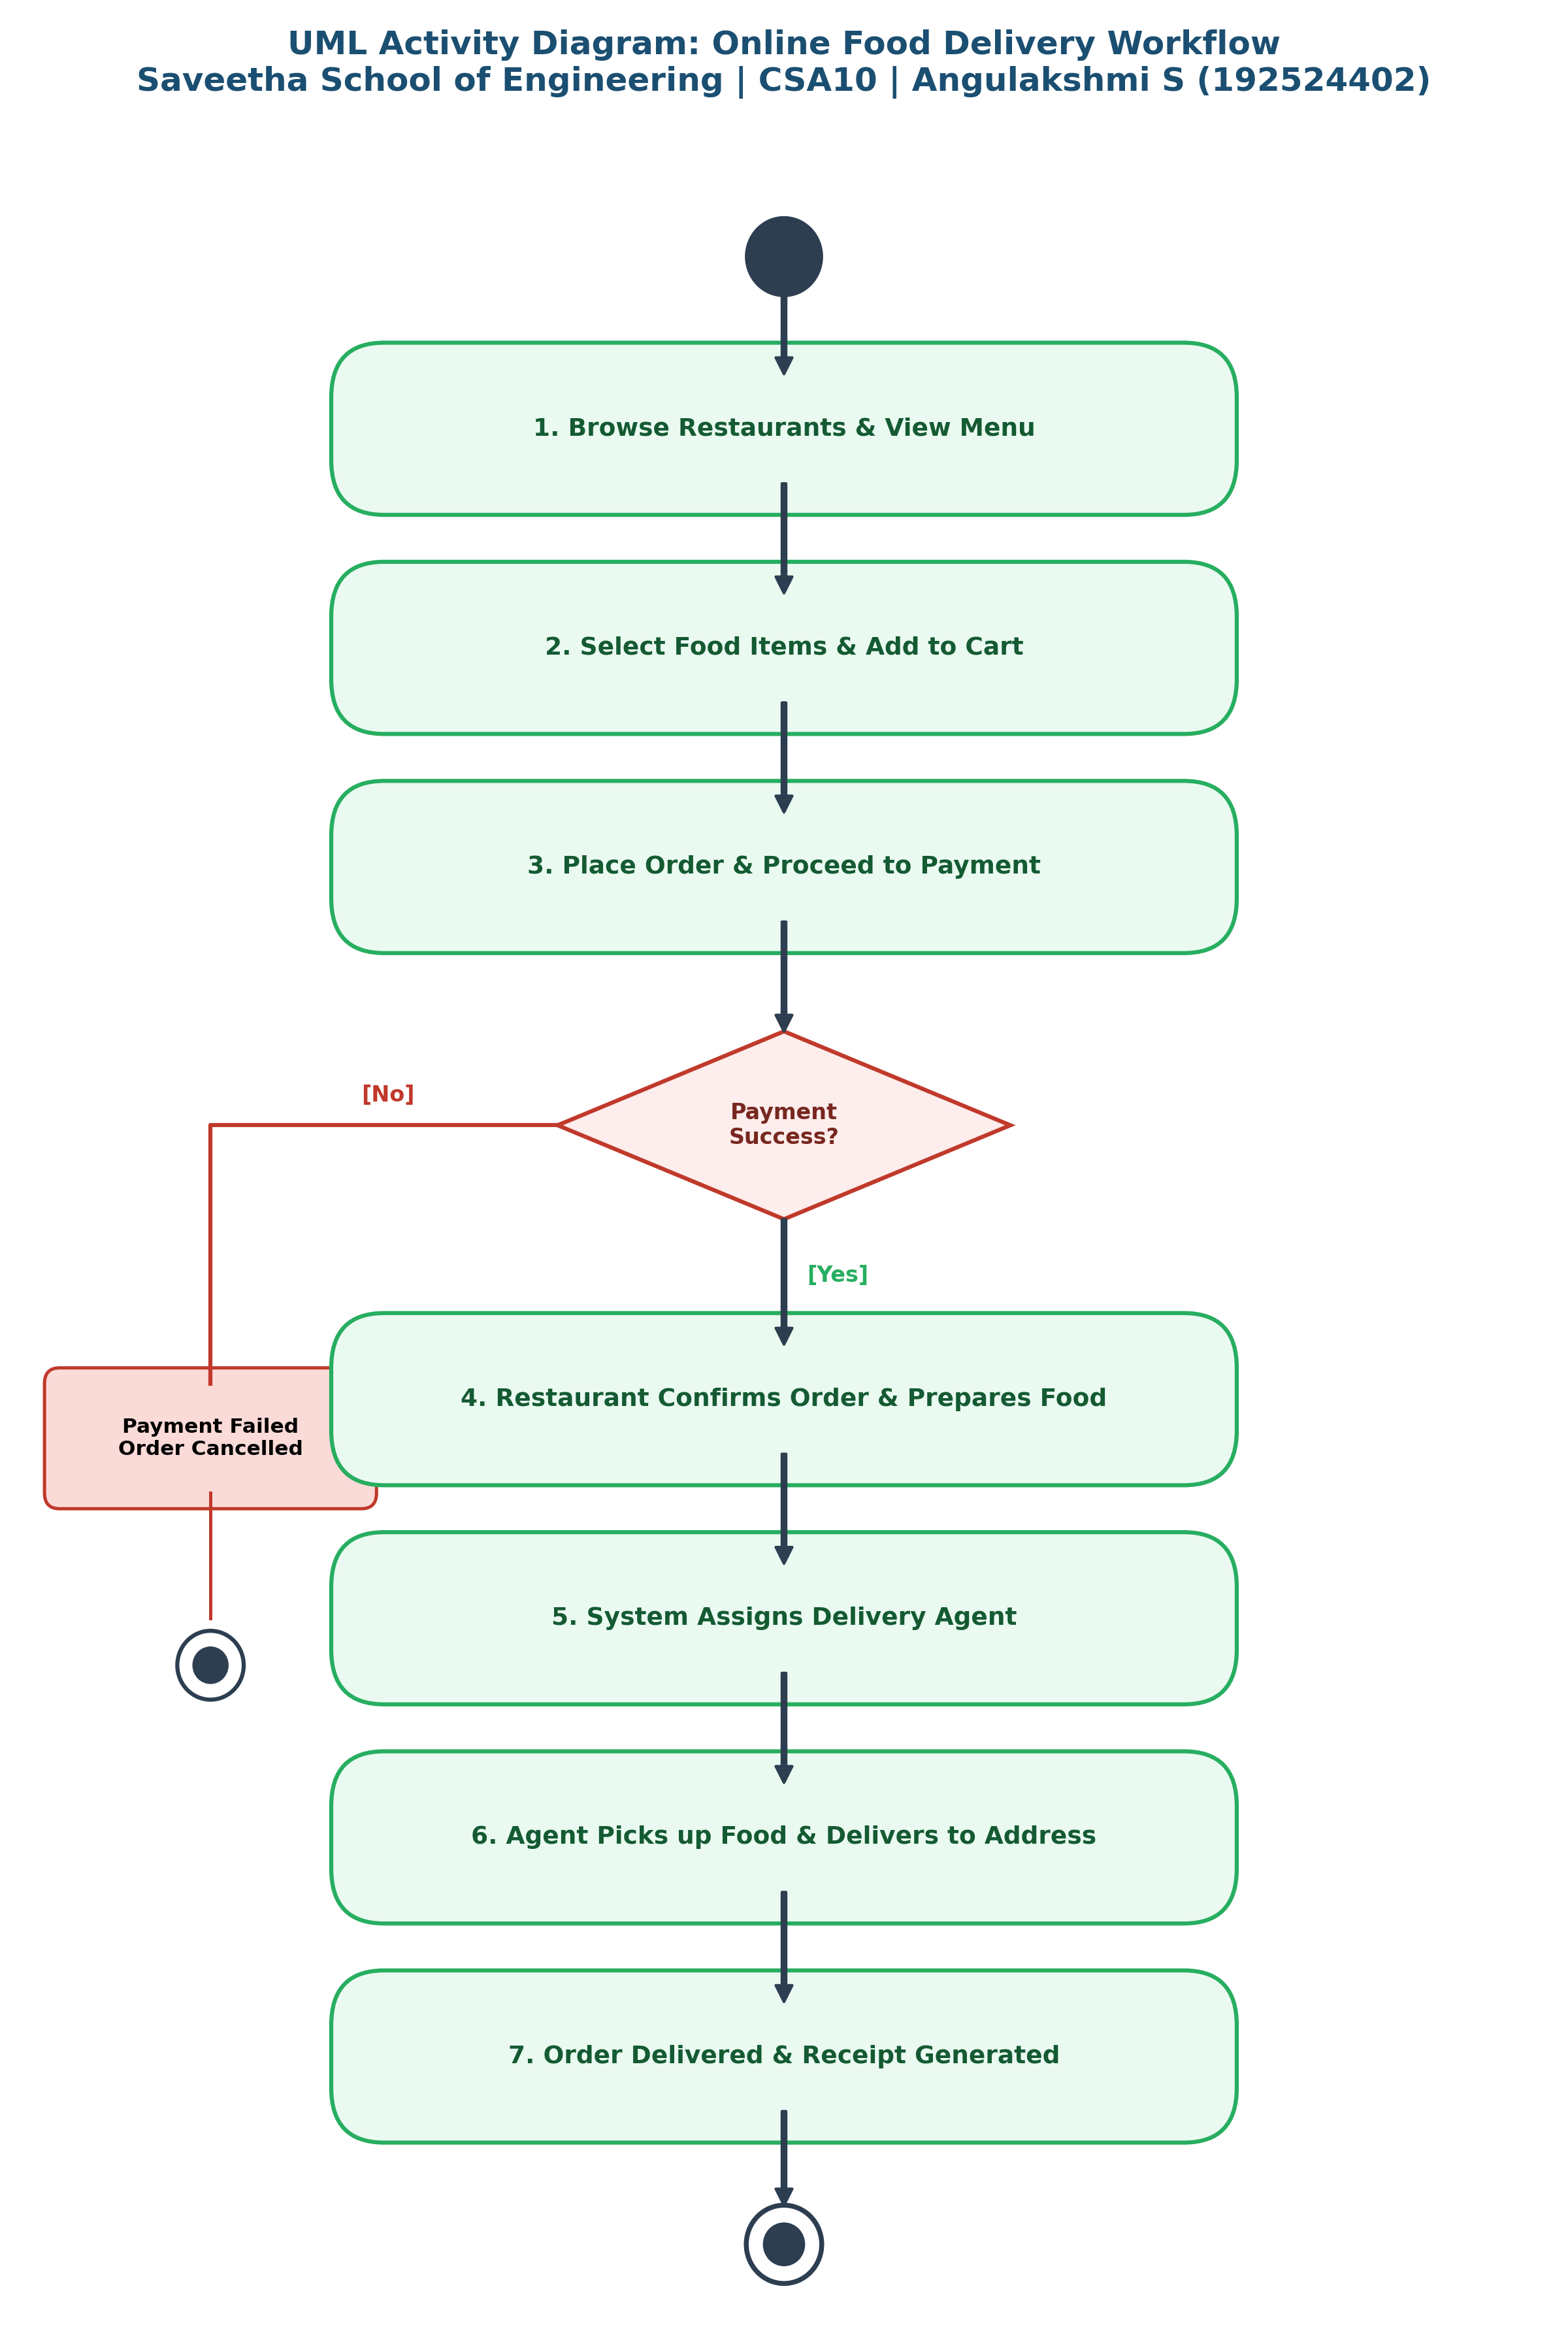 UML Activity Diagram: Online Food Delivery Workflow
Saveetha School of Engineering | CSA10 | Angulakshmi S (192524402)
1. Browse Restaurants & View Menu
2. Select Food Items & Add to Cart
3. Place Order & Proceed to Payment
[No]
Payment
Success?
[Yes]
4. Restaurant Confirms Order & Prepares Food
Payment Failed
Order Cancelled
5. System Assigns Delivery Agent
6. Agent Picks up Food & Delivers to Address
7. Order Delivered & Receipt Generated